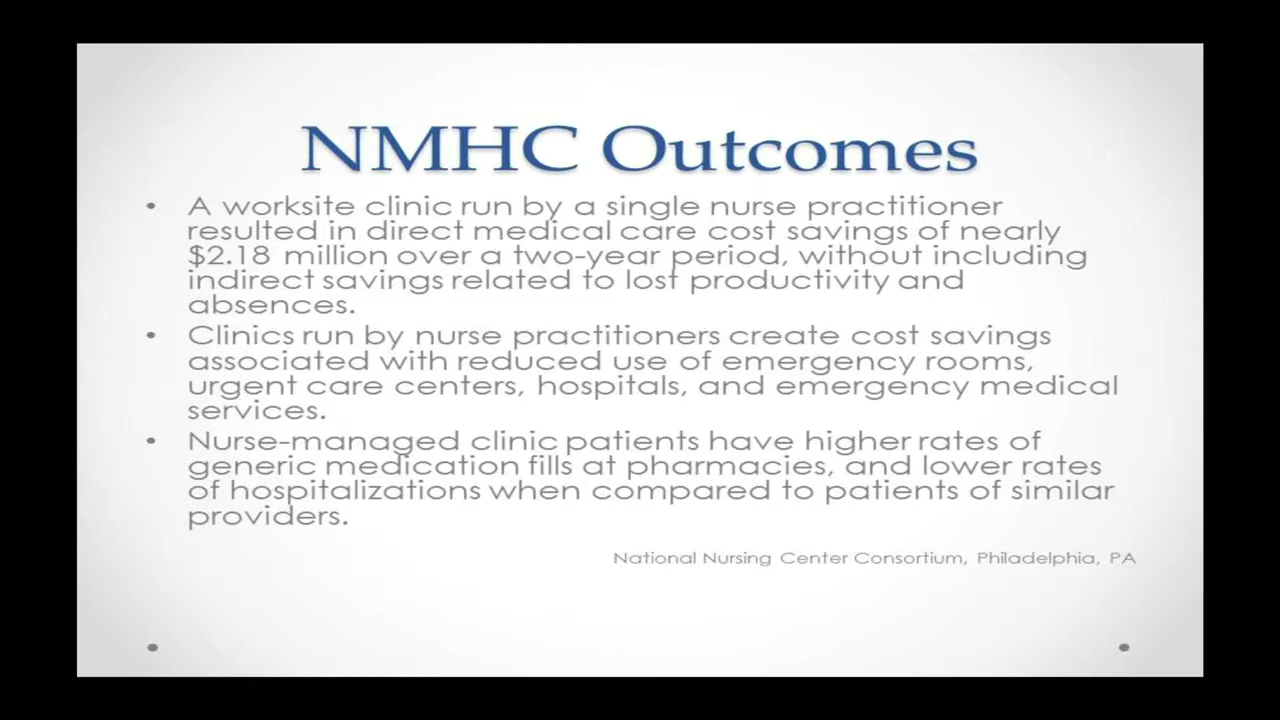 NMHC Outcomes
• A worksite clinic run by a single nurse practitioner
resulted in direct medical care cost savings of nearly
$2.18 million over a two-year period, without including
indirect savings related to lost productivity and
absences.
• Clinics run by nurse practitioners create cost savings
associated with reduced use of emergency rooms,
urgent care centers, hospitals, and emergency medical
services.
• Nurse-managed clinic patients have higher rates of
generic medication fills at pharmacies, and lower rates
of hospitalizations when compared to patients of similar
providers.
National Nursing Center Consortium, Philadelphia, PA